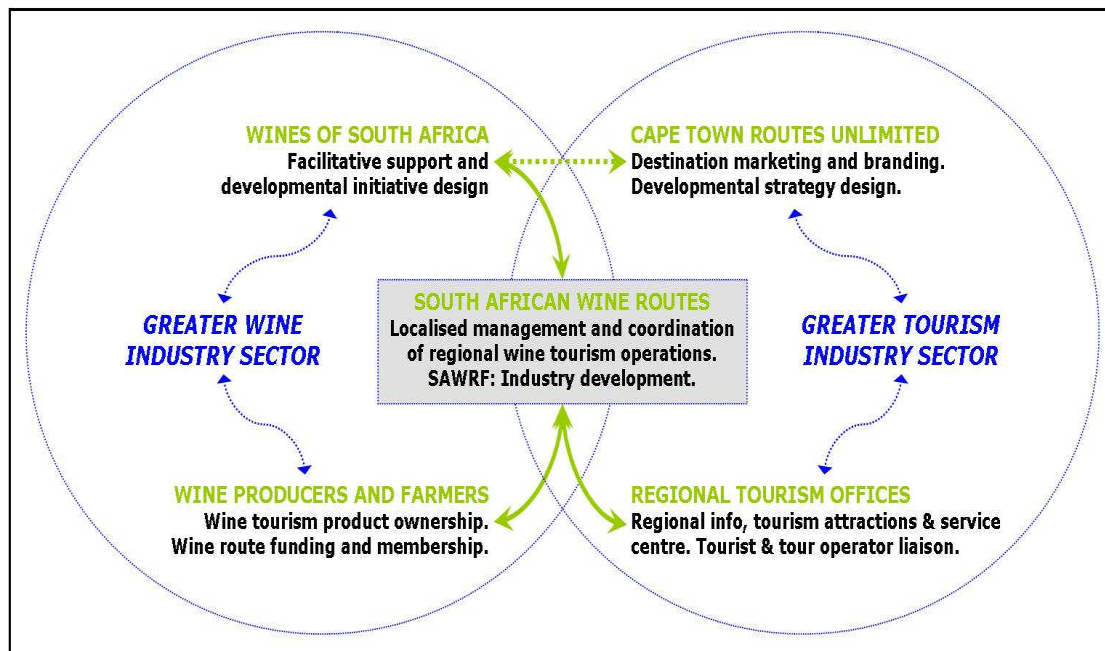 WINES OF SOUTH AFRICA
Facilitative support and
developmental initiative design
CAPE TOWN ROUTES UNLIMITED
Destination marketing and branding.
Developmental strategy design.
GREATER WINE
INDUSTRY SECTOR
SOUTH AFRICAN WINE ROUTES
Localised management and coordination
of regional wine tourism operations.
SAWRF: Industry development.
GREATER TOURISM
INDUSTRY SECTOR
WINE PRODUCERS AND FARMERS
Wine tourism product ownership.
Wine route funding and membership.
REGIONAL TOURISM OFFICES
Regional info, tourism attractions & service
centre. Tourist & tour operator liaison.